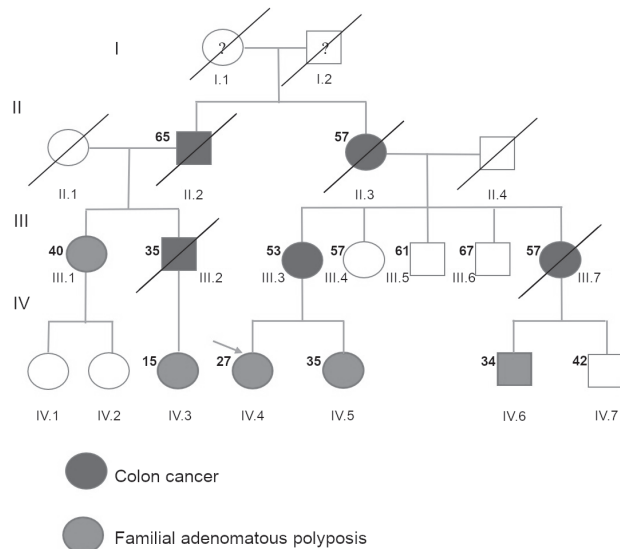 I
?
?
I.1
I.2
II
65
57
II.1
II.2
II.3
II.4
III
40
35
53
57
61
67
57
III.1
III.2
III.3
III.4
III.5
III.6
III.7
IV
15
27
35
34
42
IV.1
IV.2
IV.3
IV.4
IV.5
IV.6
IV.7
Colon cancer
Familial adenomatous polyposis